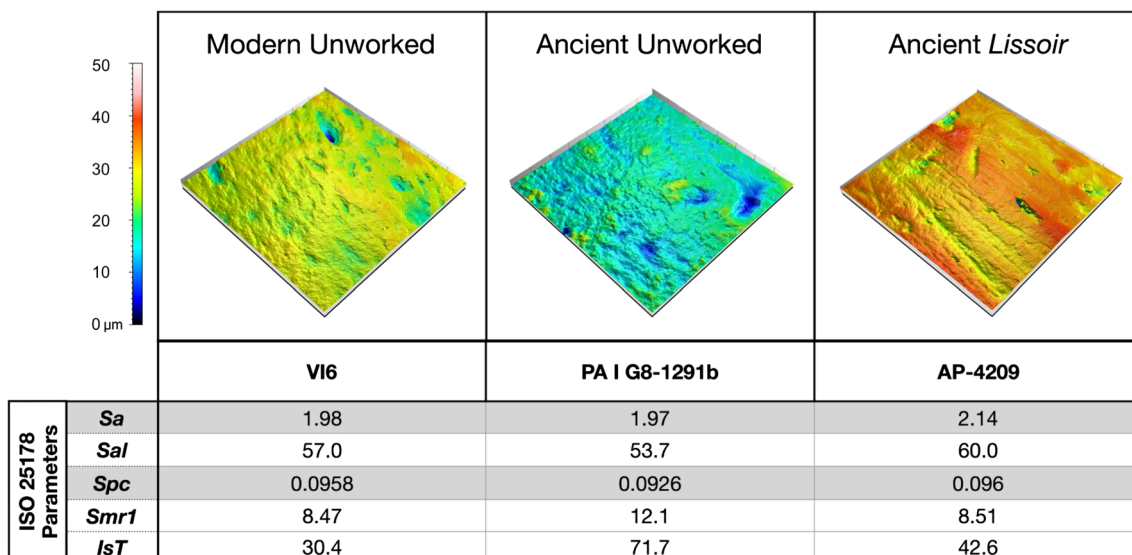 Modern Unworked
Ancient Unworked
Ancient Lissoir
50
40
30
20
10
0 µm
VI6
PA I G8-1291b
AP-4209
ISO 25178
Parameters
Sa 1.98 1.97 2.14
Sal 57.0 53.7 60.0
Spc 0.0958 0.0926 0.096
Smr1 8.47 12.1 8.51
IsT 30.4 71.7 42.6